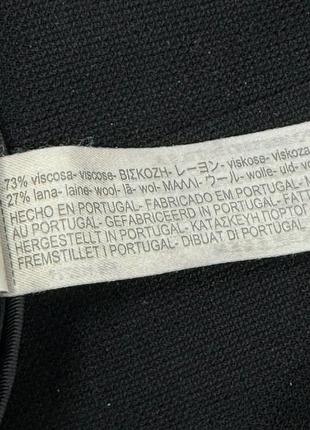 73% viscosa- viscose- ΒΙΣΚΟΖΗ- レーヨン- viskose- viskoza
27% lana- laine- wool- lã- wol- ΜΑΛΛΙ- ウール- wolle- uld-
HECHO EN PORTUGAL- FABRICADO EM PORTUGAL-
AU PORTUGAL- GEFABRICEERD IN PORTUGAL-
HERGESTELLT IN PORTUGAL- ΚΑΤΑΣΚΕΥΗ
FREMSTILLET I PORTUGAL- DIBUAT DI PORTUGAL-